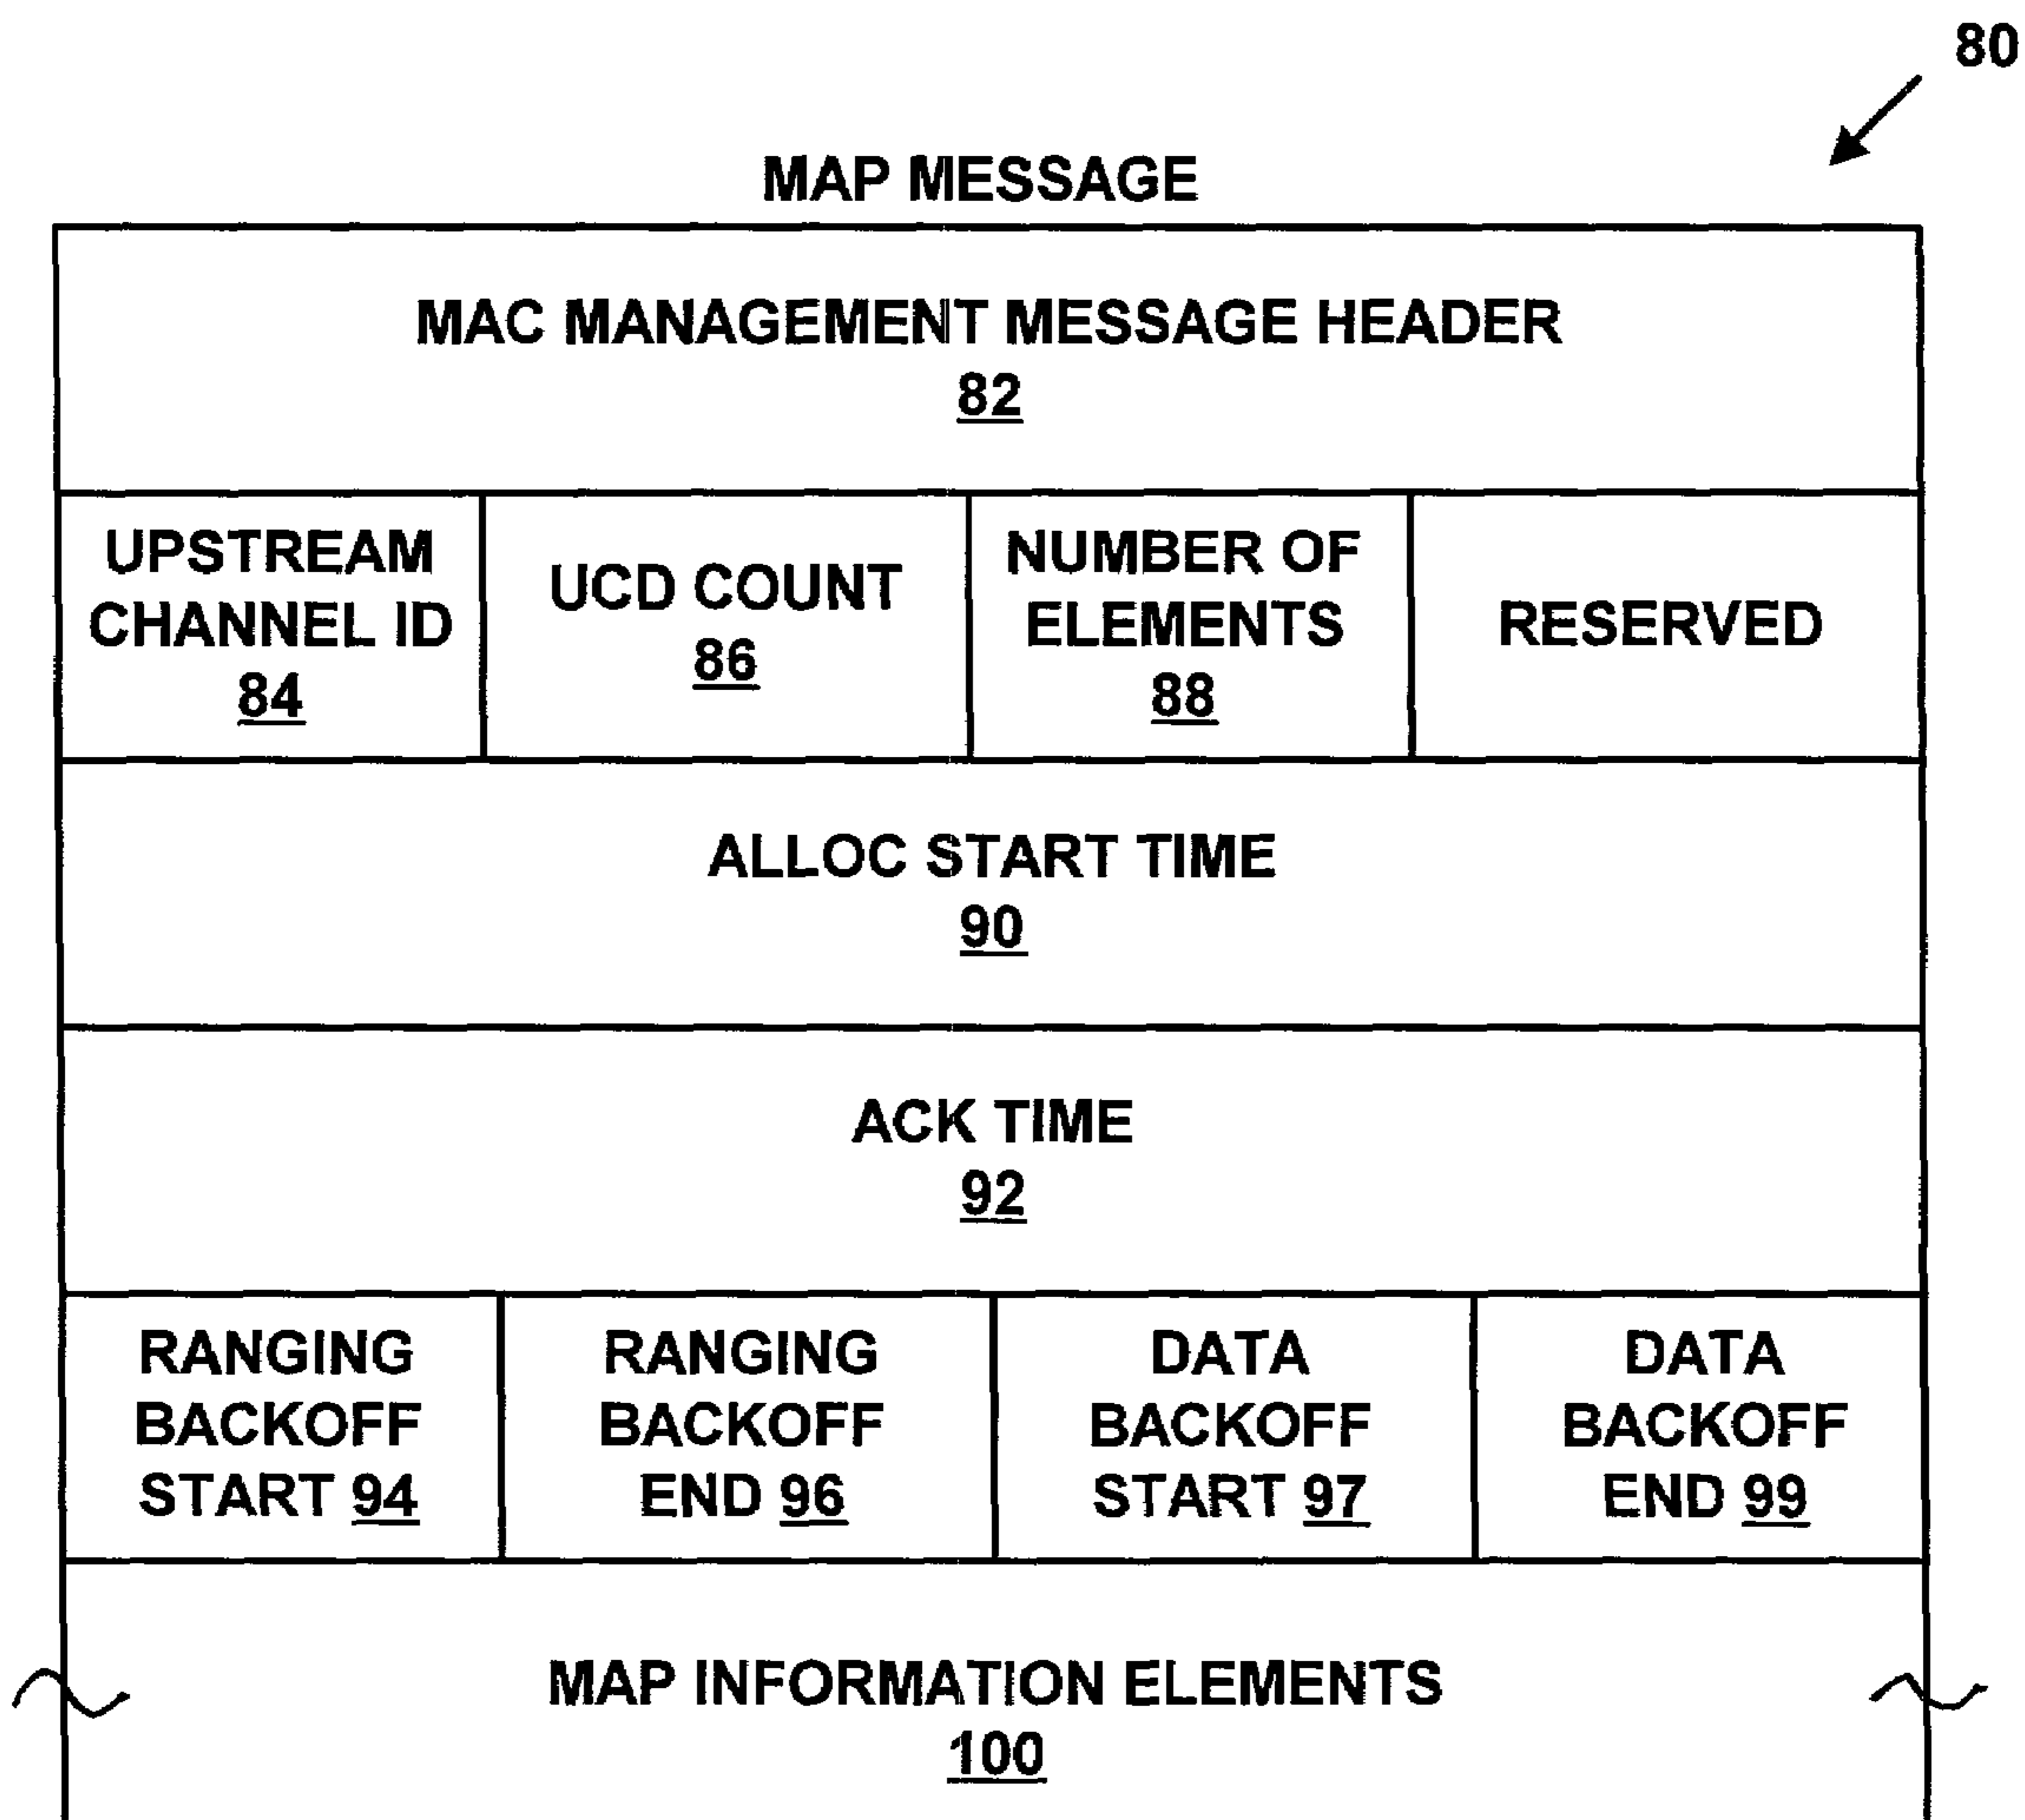 80
MAP MESSAGE
MAC MANAGEMENT MESSAGE HEADER
82
UPSTREAM
CHANNEL ID
84
UCD COUNT
86
NUMBER OF
ELEMENTS
88
RESERVED
ALLOC START TIME
90
ACK TIME
92
RANGING
BACKOFF
START 94
RANGING
BACKOFF
END 96
DATA
BACKOFF
START 97
DATA
BACKOFF
END 99
MAP INFORMATION ELEMENTS
100